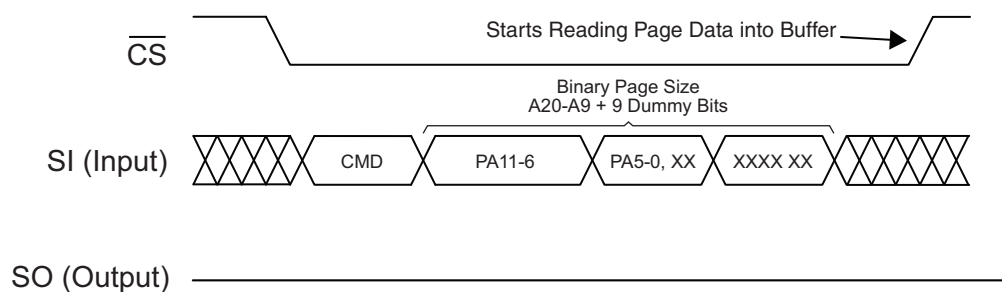 Starts Reading Page Data into Buffer
CS
Binary Page Size
A20-A9 + 9 Dummy Bits
SI (Input)
CMD
PA11-6
PA5-0, XX
XXXX XX
SO (Output)